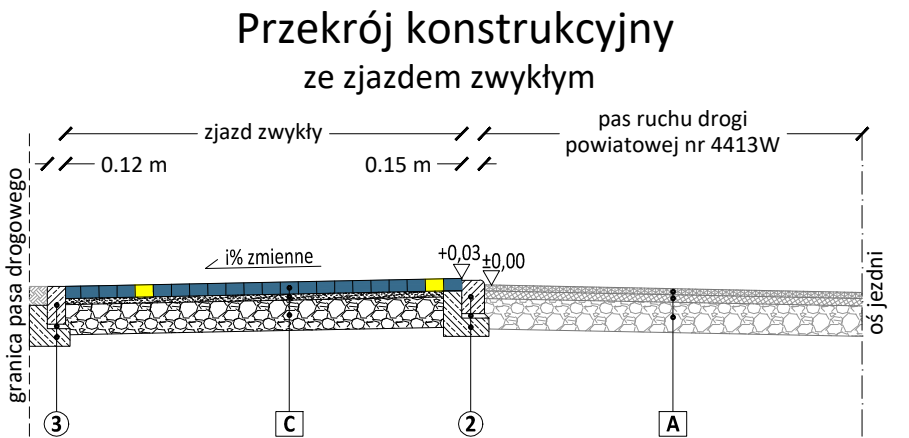 Przekrój konstrukcyjny
ze zjazdem zwykłym
zjazd zwykły
pas ruchu drogi
powiatowej nr 4413W
0.12 m
0.15 m
granica pasa drogowego
i% zmienne
+0,03
±0,00
oś jezdni
3
C
2
A